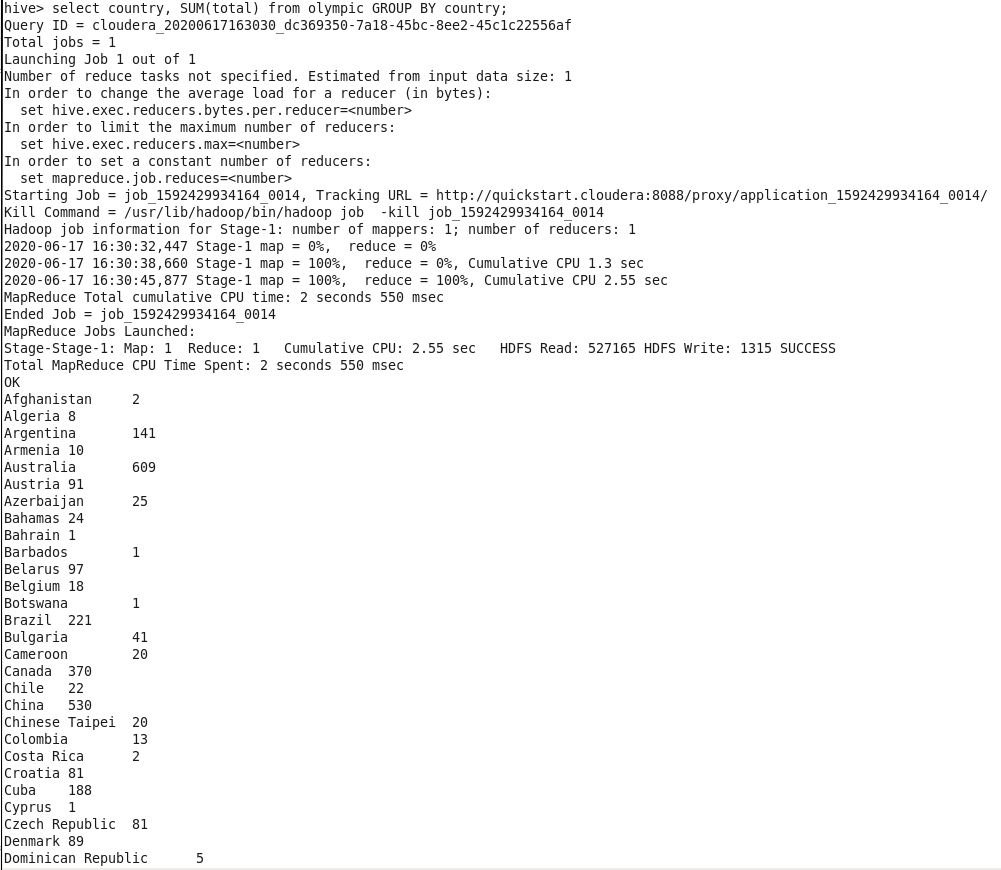 hive> select country, SUM(total) from olympic GROUP BY country;
Query ID = cloudera_20200617163030_dc369350-7a18-45bc-8ee2-45c1c22556af
Total jobs = 1
Launching Job 1 out of 1
Number of reduce tasks not specified. Estimated from input data size: 1
In order to change the average load for a reducer (in bytes):
  set hive.exec.reducers.bytes.per.reducer=<number>
In order to limit the maximum number of reducers:
  set hive.exec.reducers.max=<number>
In order to set a constant number of reducers:
  set mapreduce.job.reduces=<number>
Starting Job = job_1592429934164_0014, Tracking URL = http://quickstart.cloudera:8088/proxy/application_1592429934164_0014/
Kill Command = /usr/lib/hadoop/bin/hadoop job  -kill job_1592429934164_0014
Hadoop job information for Stage-1: number of mappers: 1; number of reducers: 1
2020-06-17 16:30:32,447 Stage-1 map = 0%,  reduce = 0%
2020-06-17 16:30:38,660 Stage-1 map = 100%,  reduce = 0%, Cumulative CPU 1.3 sec
2020-06-17 16:30:45,877 Stage-1 map = 100%,  reduce = 100%, Cumulative CPU 2.55 sec
MapReduce Total cumulative CPU time: 2 seconds 550 msec
Ended Job = job_1592429934164_0014
MapReduce Jobs Launched:
Stage-Stage-1: Map: 1  Reduce: 1   Cumulative CPU: 2.55 sec   HDFS Read: 527165 HDFS Write: 1315 SUCCESS
Total MapReduce CPU Time Spent: 2 seconds 550 msec
OK
Afghanistan     2
Algeria 8
Argentina       141
Armenia 10
Australia       609
Austria 91
Azerbaijan      25
Bahamas 24
Bahrain 1
Barbados        1
Belarus 97
Belgium 18
Botswana        1
Brazil  221
Bulgaria        41
Cameroon        20
Canada  370
Chile   22
China   530
Chinese Taipei  20
Colombia        13
Costa Rica      2
Croatia 81
Cuba    188
Cyprus  1
Czech Republic  81
Denmark 89
Dominican Republic      5